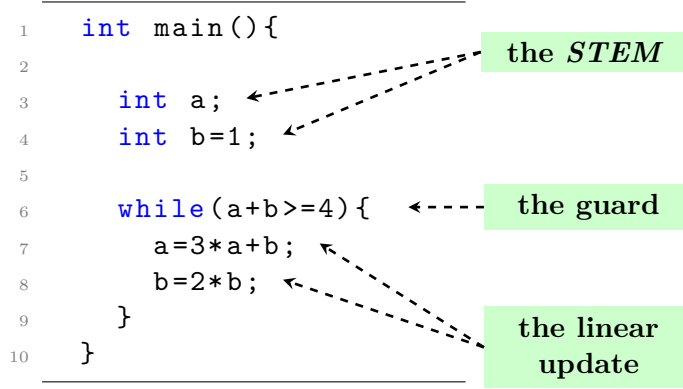 1 int main(){
2
3 int a;
4 int b=1;
5
6 while(a+b>=4){
7 a=3*a+b;
8 b=2*b;
9 }
10 }
the STEM
the guard
the linear
update